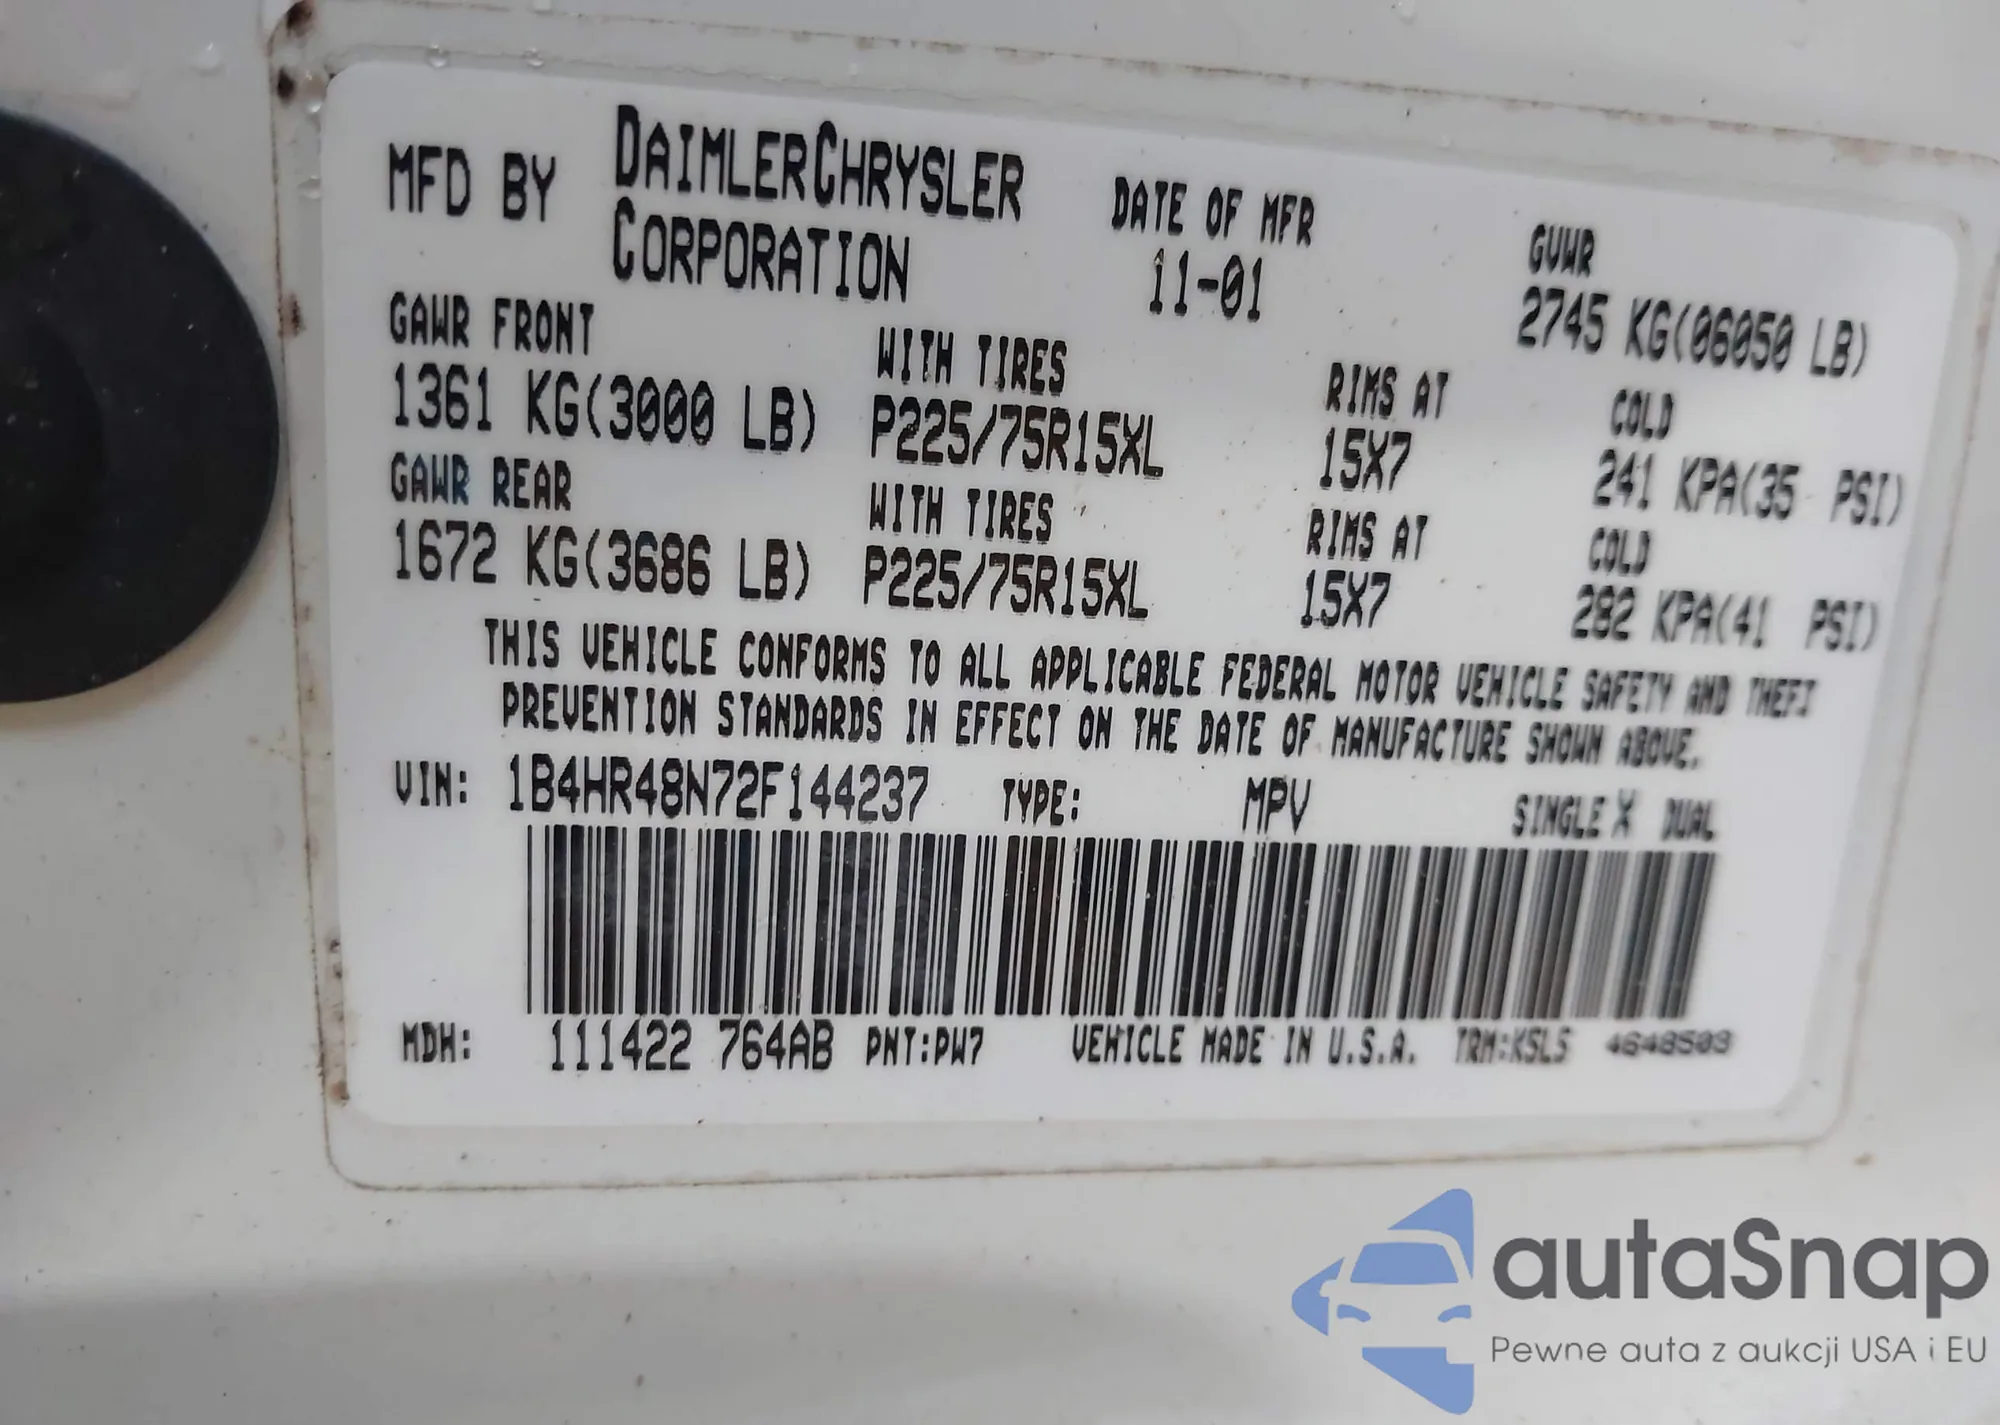 MFD BY DAIMLERCHRYSLER CORPORATION DATE OF MFR 11-01 GVWR 2745 KG(06050 LB)
GAWR FRONT WITH TIRES RIMS AT COLD
1361 KG(3000 LB) P225/75R15XL 15X7 241 KPA(35 PSI)
GAWR REAR WITH TIRES RIMS AT COLD
1672 KG(3686 LB) P225/75R15XL 15X7 282 KPA(41 PSI)
THIS VEHICLE CONFORMS TO ALL APPLICABLE FEDERAL MOTOR VEHICLE SAFETY AND THEFT
PREVENTION STANDARDS IN EFFECT ON THE DATE OF MANUFACTURE SHOWN ABOVE.
VIN: 1B4HR48N72F144237 TYPE: MPV SINGLE X DUAL
MDH: 111422 764AB PNT:PW7 VEHICLE MADE IN U.S.A. TRM:K5L5 4648503
autaSnap
Pewne auta z aukcji USA i EU